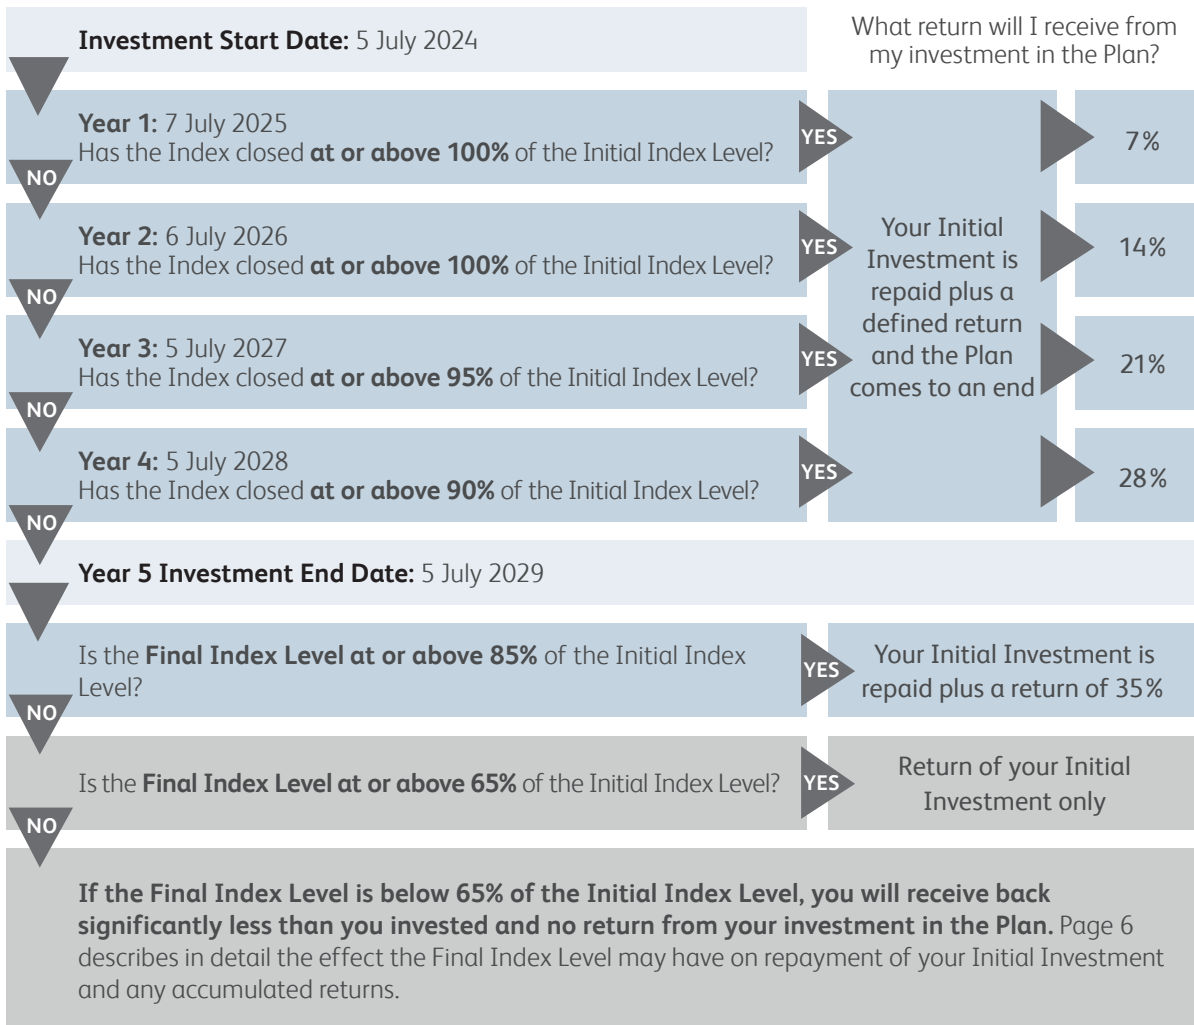 Investment Start Date: 5 July 2024
What return will I receive from
my investment in the Plan?
Year 1: 7 July 2025
Has the Index closed at or above 100% of the Initial Index Level?
YES
7%
NO
Year 2: 6 July 2026
Has the Index closed at or above 100% of the Initial Index Level?
YES
14%
NO
Year 3: 5 July 2027
Has the Index closed at or above 95% of the Initial Index Level?
YES
21%
NO
Year 4: 5 July 2028
Has the Index closed at or above 90% of the Initial Index Level?
YES
28%
NO
Your Initial
Investment is
repaid plus a
defined return
and the Plan
comes to an end
Year 5 Investment End Date: 5 July 2029
Is the Final Index Level at or above 85% of the Initial Index
Level?
YES
Your Initial Investment is
repaid plus a return of 35%
NO
Is the Final Index Level at or above 65% of the Initial Index Level?
YES
Return of your Initial
Investment only
NO
If the Final Index Level is below 65% of the Initial Index Level, you will receive back
significantly less than you invested and no return from your investment in the Plan. Page 6
describes in detail the effect the Final Index Level may have on repayment of your Initial Investment
and any accumulated returns.